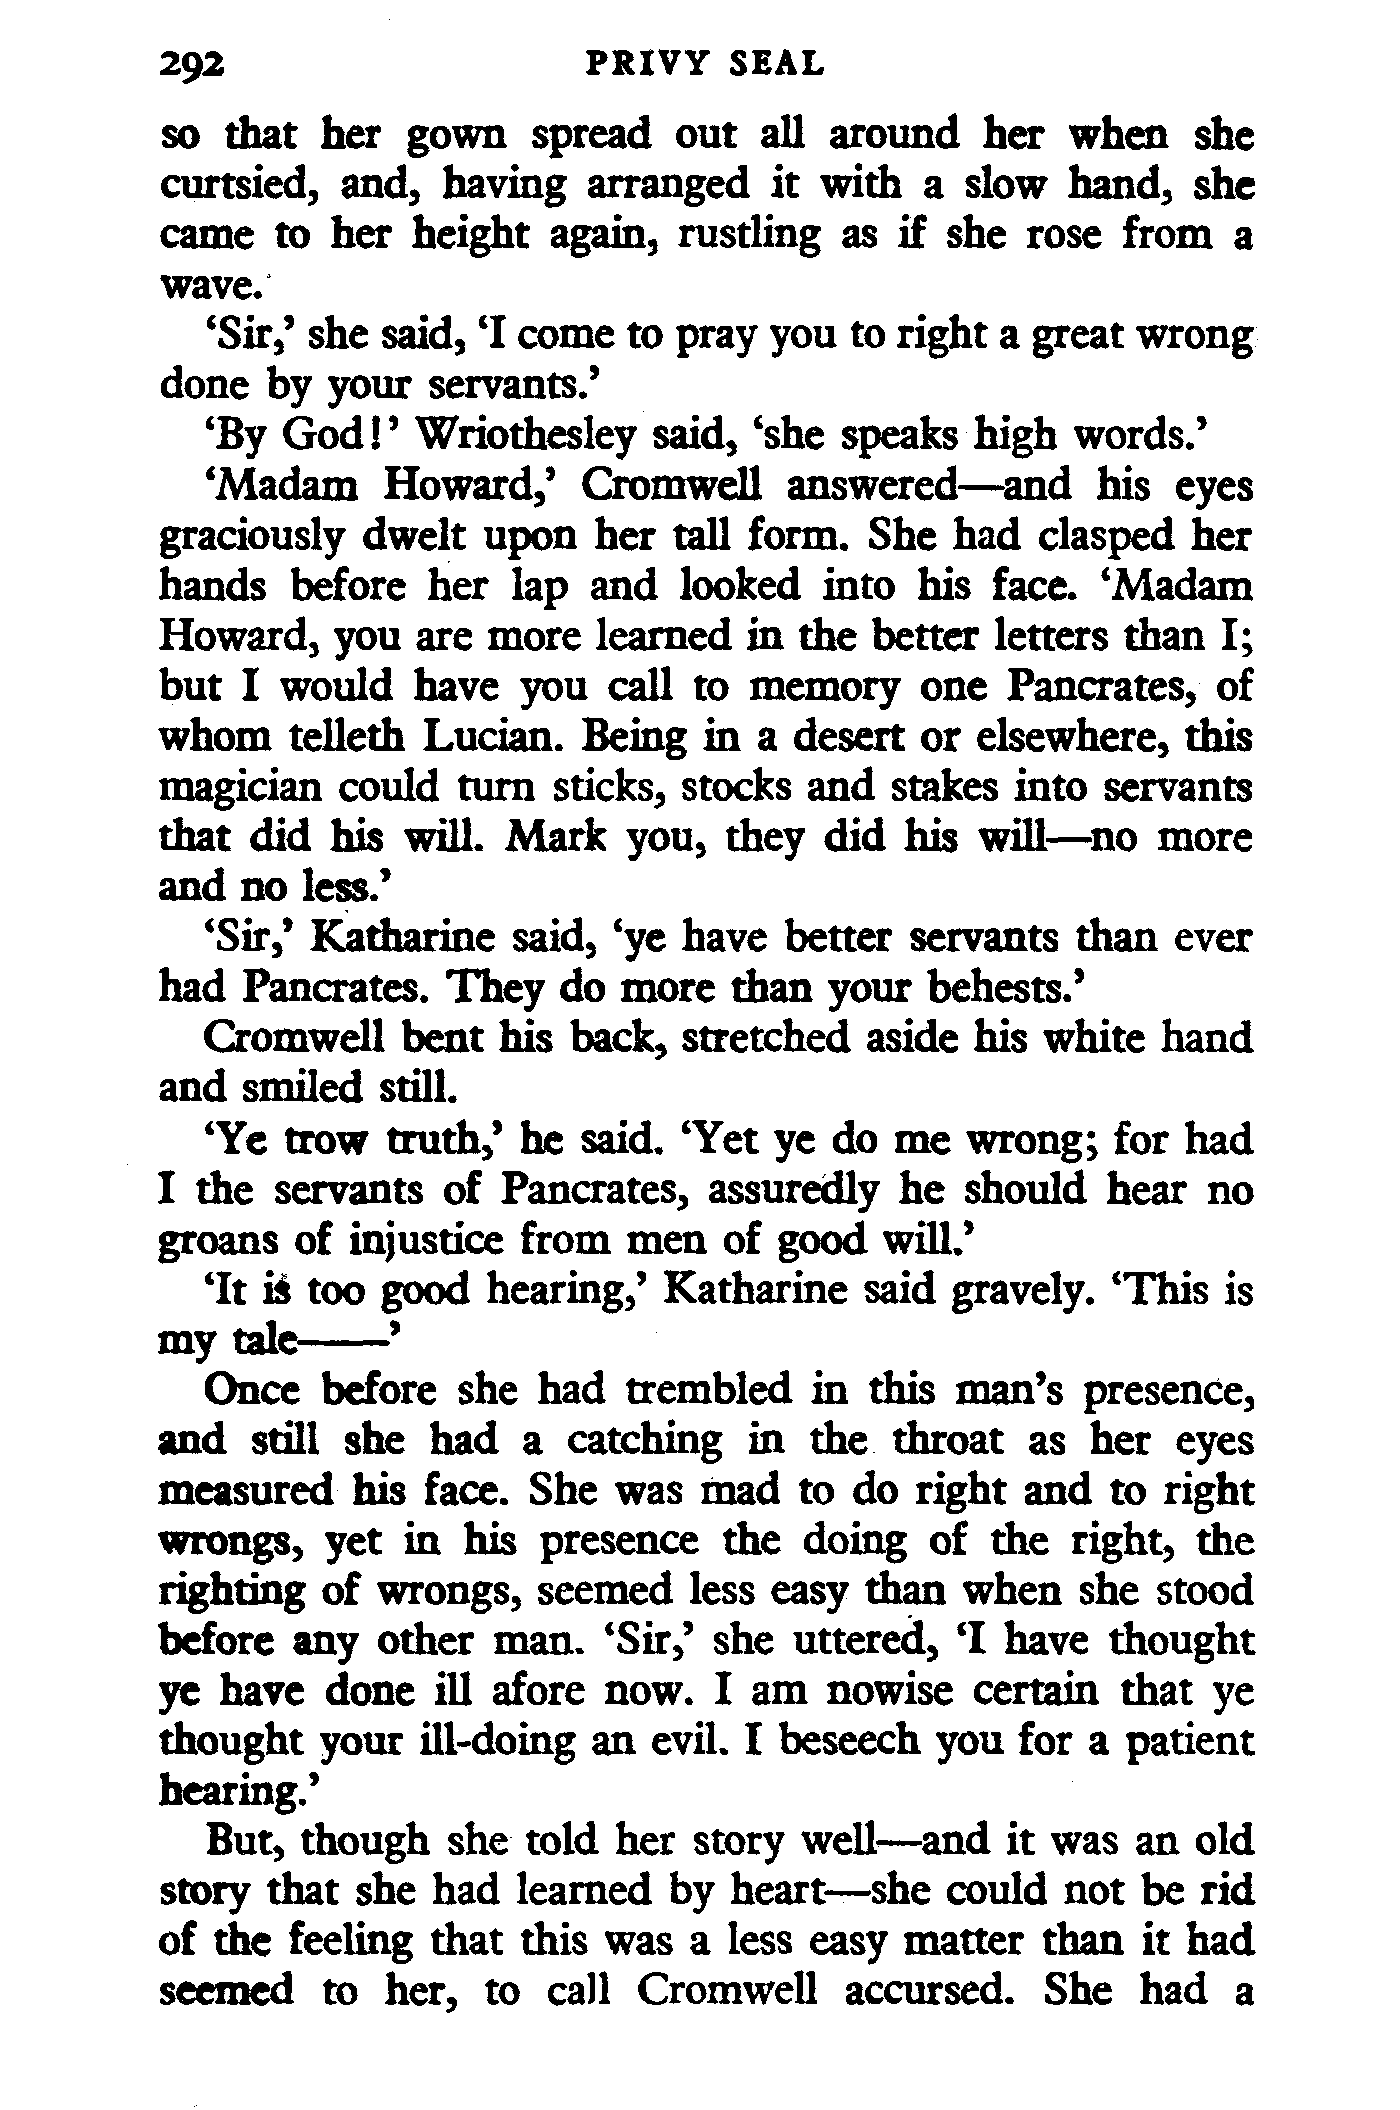 292 PRIVY SEAL
so that her gown spread out all around her when she
curtsied, and, having arranged it with a slow hand, she
came to her height again, rustling as if she rose from a
wave.
‘Sir,’ she said, ‘I come to pray you to right a great wrong
done by your servants.’
‘By God!’ Wriothesley said, ‘she speaks high words.’
‘Madam Howard,’ Cromwell answered—and his eyes
graciously dwelt upon her tall form. She had clasped her
hands before her lap and looked into his face. ‘Madam
Howard, you are more learned in the better letters than I;
but I would have you call to memory one Pancrates, of
whom telleth Lucian. Being in a desert or elsewhere, this
magician could turn sticks, stocks and stakes into servants
that did his will. Mark you, they did his will—no more
and no less.’
‘Sir,’ Katharine said, ‘ye have better servants than ever
had Pancrates. They do more than your behests.’
Cromwell bent his back, stretched aside his white hand
and smiled still.
‘Ye trow truth,’ he said. ‘Yet ye do me wrong; for had
I the servants of Pancrates, assuredly he should hear no
groans of injustice from men of good will.’
‘It is too good hearing,’ Katharine said gravely. ‘This is
my tale——’
Once before she had trembled in this man’s presence,
and still she had a catching in the throat as her eyes
measured his face. She was mad to do right and to right
wrongs, yet in his presence the doing of the right, the
righting of wrongs, seemed less easy than when she stood
before any other man. ‘Sir,’ she uttered, ‘I have thought
ye have done ill afore now. I am nowise certain that ye
thought your ill-doing an evil. I beseech you for a patient
hearing.’
But, though she told her story well—and it was an old
story that she had learned by heart—she could not be rid
of the feeling that this was a less easy matter than it had
seemed to her, to call Cromwell accursed. She had a